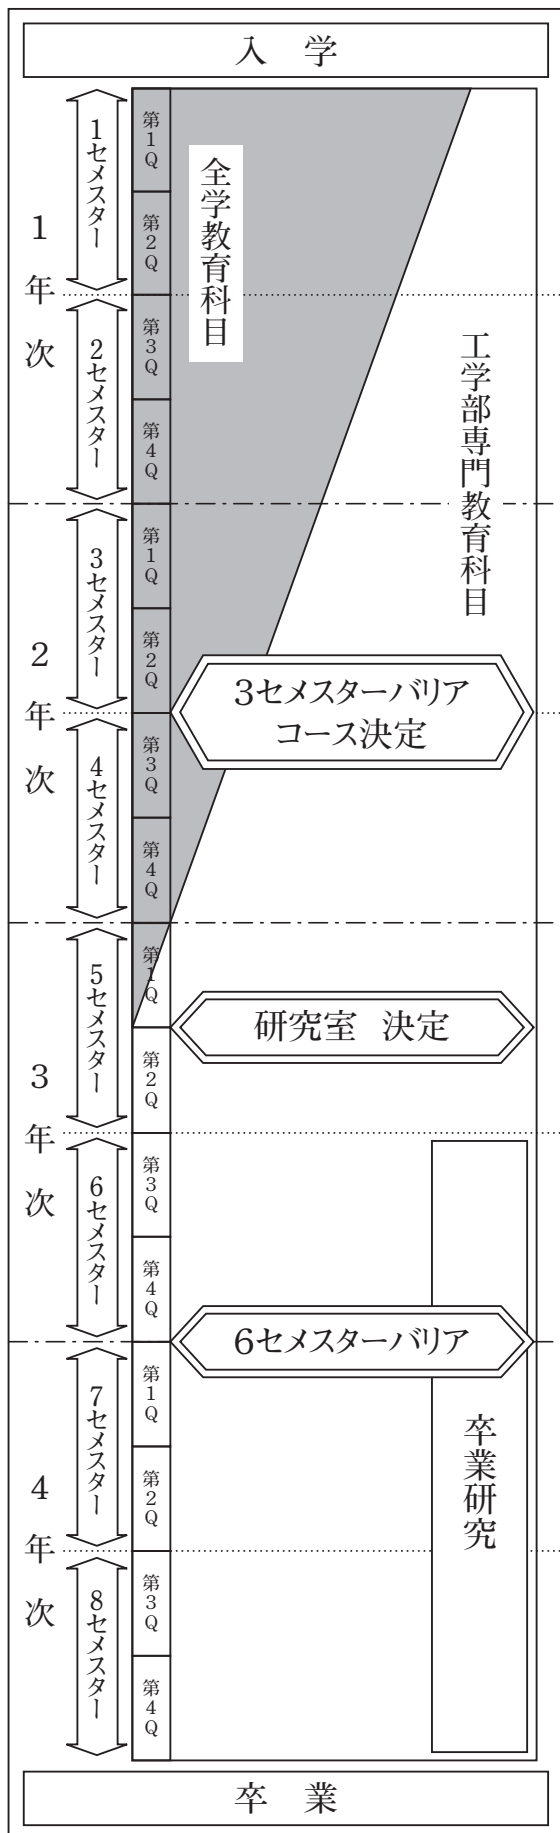 入 学
1年次
1セメスター
第1Q
第2Q
全学教育科目
2セメスター
第3Q
第4Q
工学部専門教育科目
2年次
3セメスター
第1Q
第2Q
3セメスターバリア
コース決定
4セメスター
第3Q
第4Q
3年次
5セメスター
第1Q
研究室 決定
第2Q
6セメスター
第3Q
第4Q
6セメスターバリア
4年次
7セメスター
第1Q
第2Q
卒業研究
8セメスター
第3Q
第4Q
卒 業